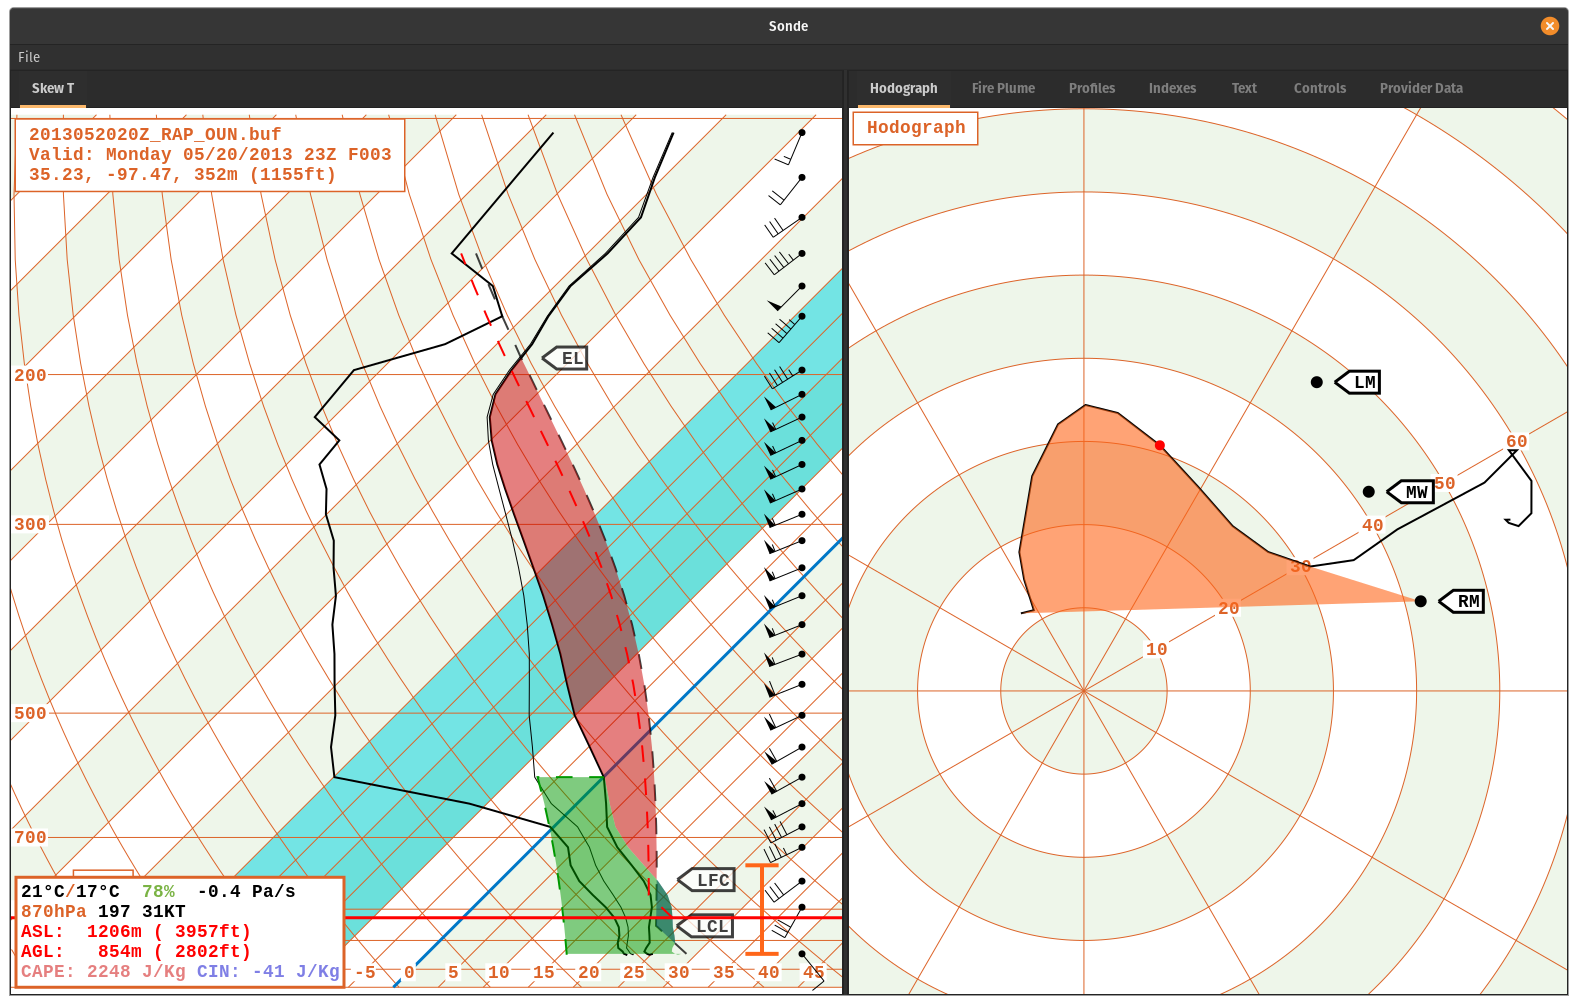 Sonde
File
Skew T
Hodograph Fire Plume Profiles Indexes Text Controls Provider Data
2013052020Z_RAP_OUN.buf
Valid: Monday 05/20/2013 23Z F003
35.23, -97.47, 352m (1155ft)
EL
200
300
500
700
LFC
LCL
21°C/17°C 78% -0.4 Pa/s
870hPa 197 31KT
ASL: 1206m ( 3957ft)
AGL: 854m ( 2802ft)
CAPE: 2248 J/Kg CIN: -41 J/Kg
-5 0 5 10 15 20 25 30 35 40 45
Hodograph
LM
60
MW
50
40
30
RM
20
10